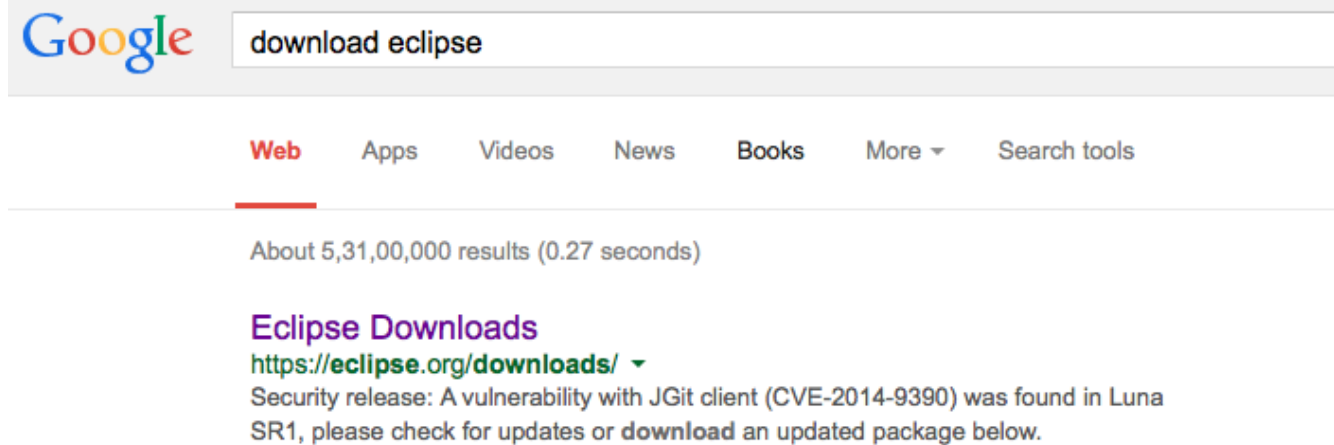 Google download eclipse
Web Apps Videos News Books More Search tools
About 5,31,00,000 results (0.27 seconds)
Eclipse Downloads
https://eclipse.org/downloads/
Security release: A vulnerability with JGit client (CVE-2014-9390) was found in Luna
SR1, please check for updates or download an updated package below.